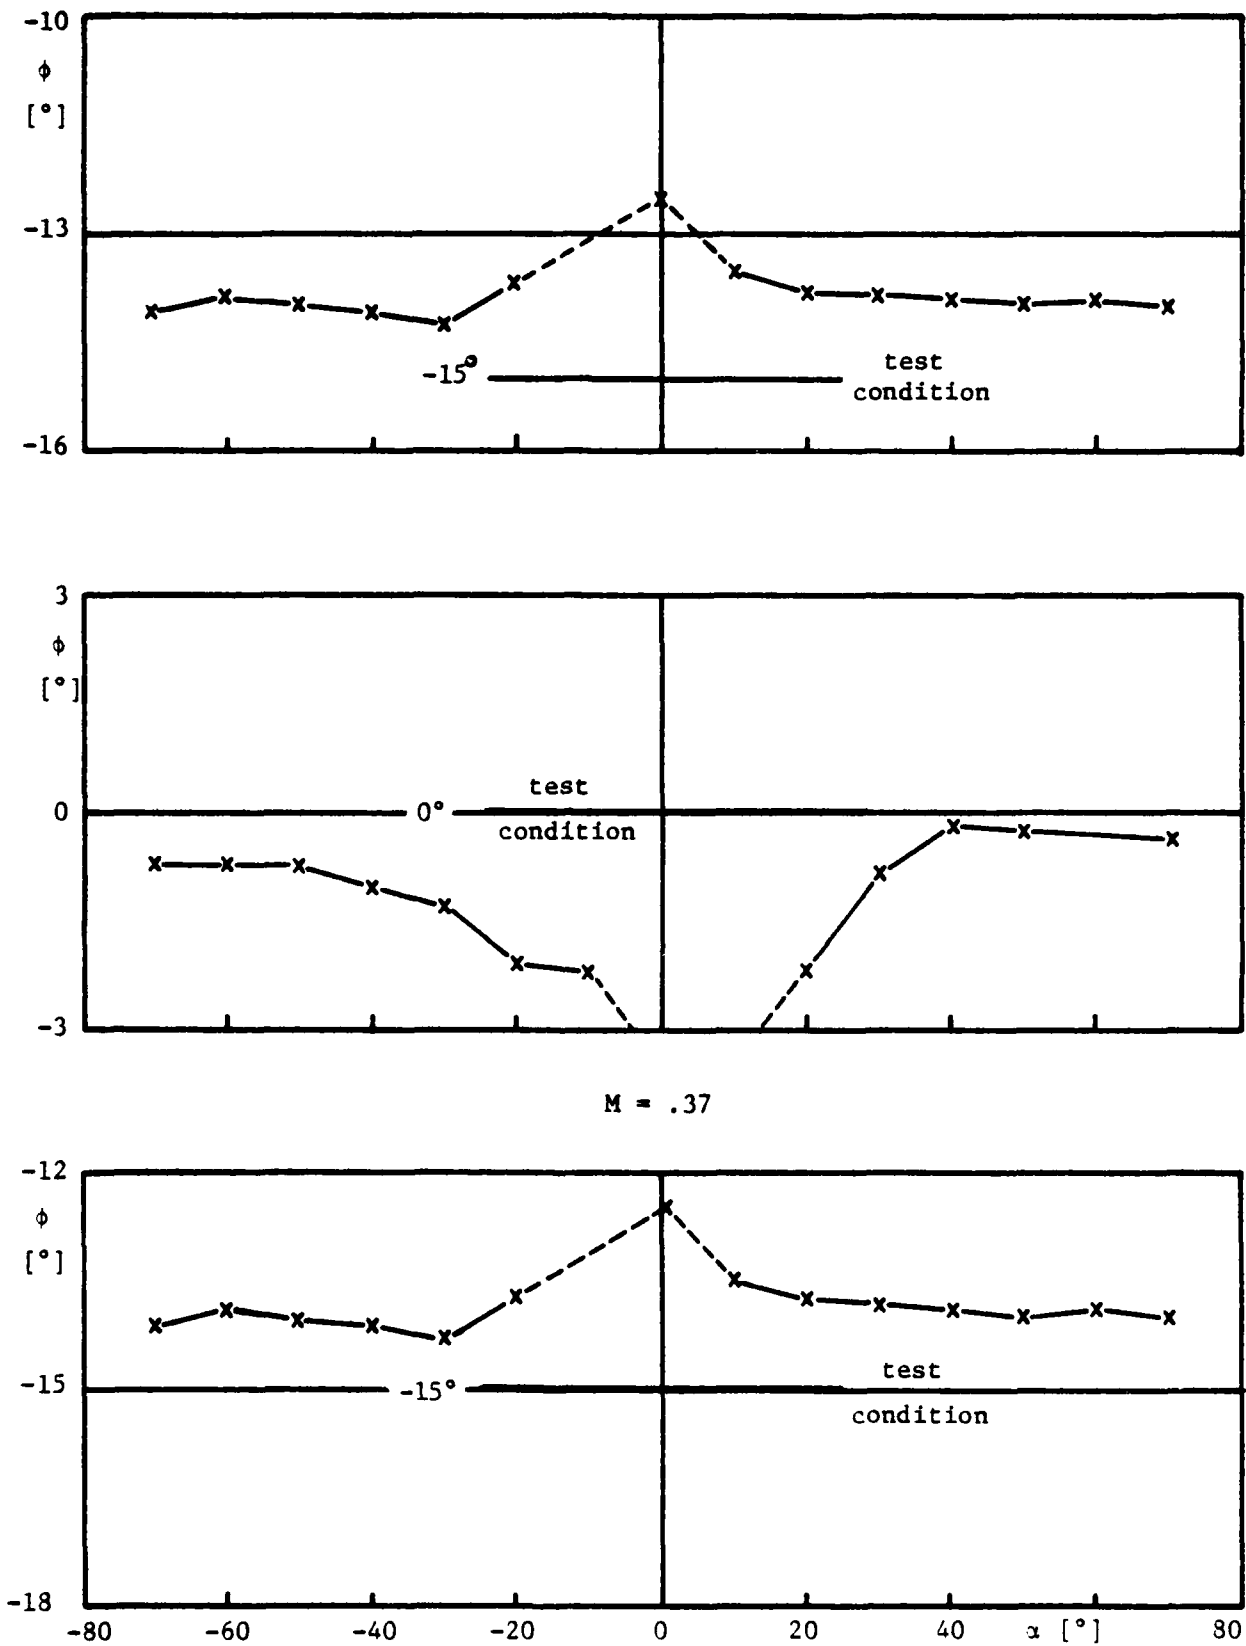 -10
ϕ
[°]
-13
-15°
test
condition
-16
3
ϕ
[°]
test
0
0°
condition
-3
M = .37
-12
ϕ
[°]
test
-15
-15°
condition
-18
-80 -60 -40 -20 0 20 40 α [°] 80